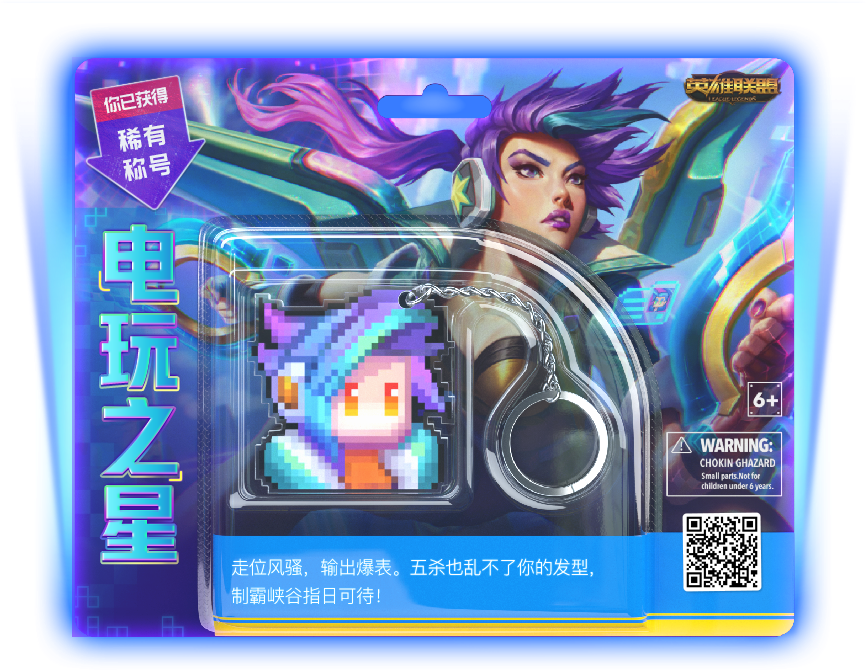 你已获得
稀有
称号
英雄联盟
LEAGUE LEGENDS
电玩之星
6+
WARNING:
CHOKIN GHAZARD
Small parts.Not for
children under 6 years.
走位风骚，输出爆表。五杀也乱不了你的发型，
制霸峡谷指日可待！